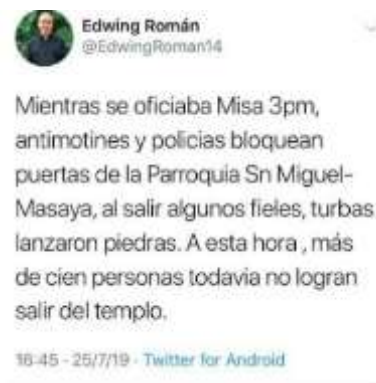 Edwing Román
@EdwingRoman14
Mientras se oficiaba Misa 3pm,
antimotines y policias bloquean
puertas de la Parroquia Sn Miguel-
Masaya, al salir algunos fieles, turbas
lanzaron piedras. A esta hora , más
de cien personas todavia no logran
salir del templo.
16:45 - 25/7/19 - Twitter for Android